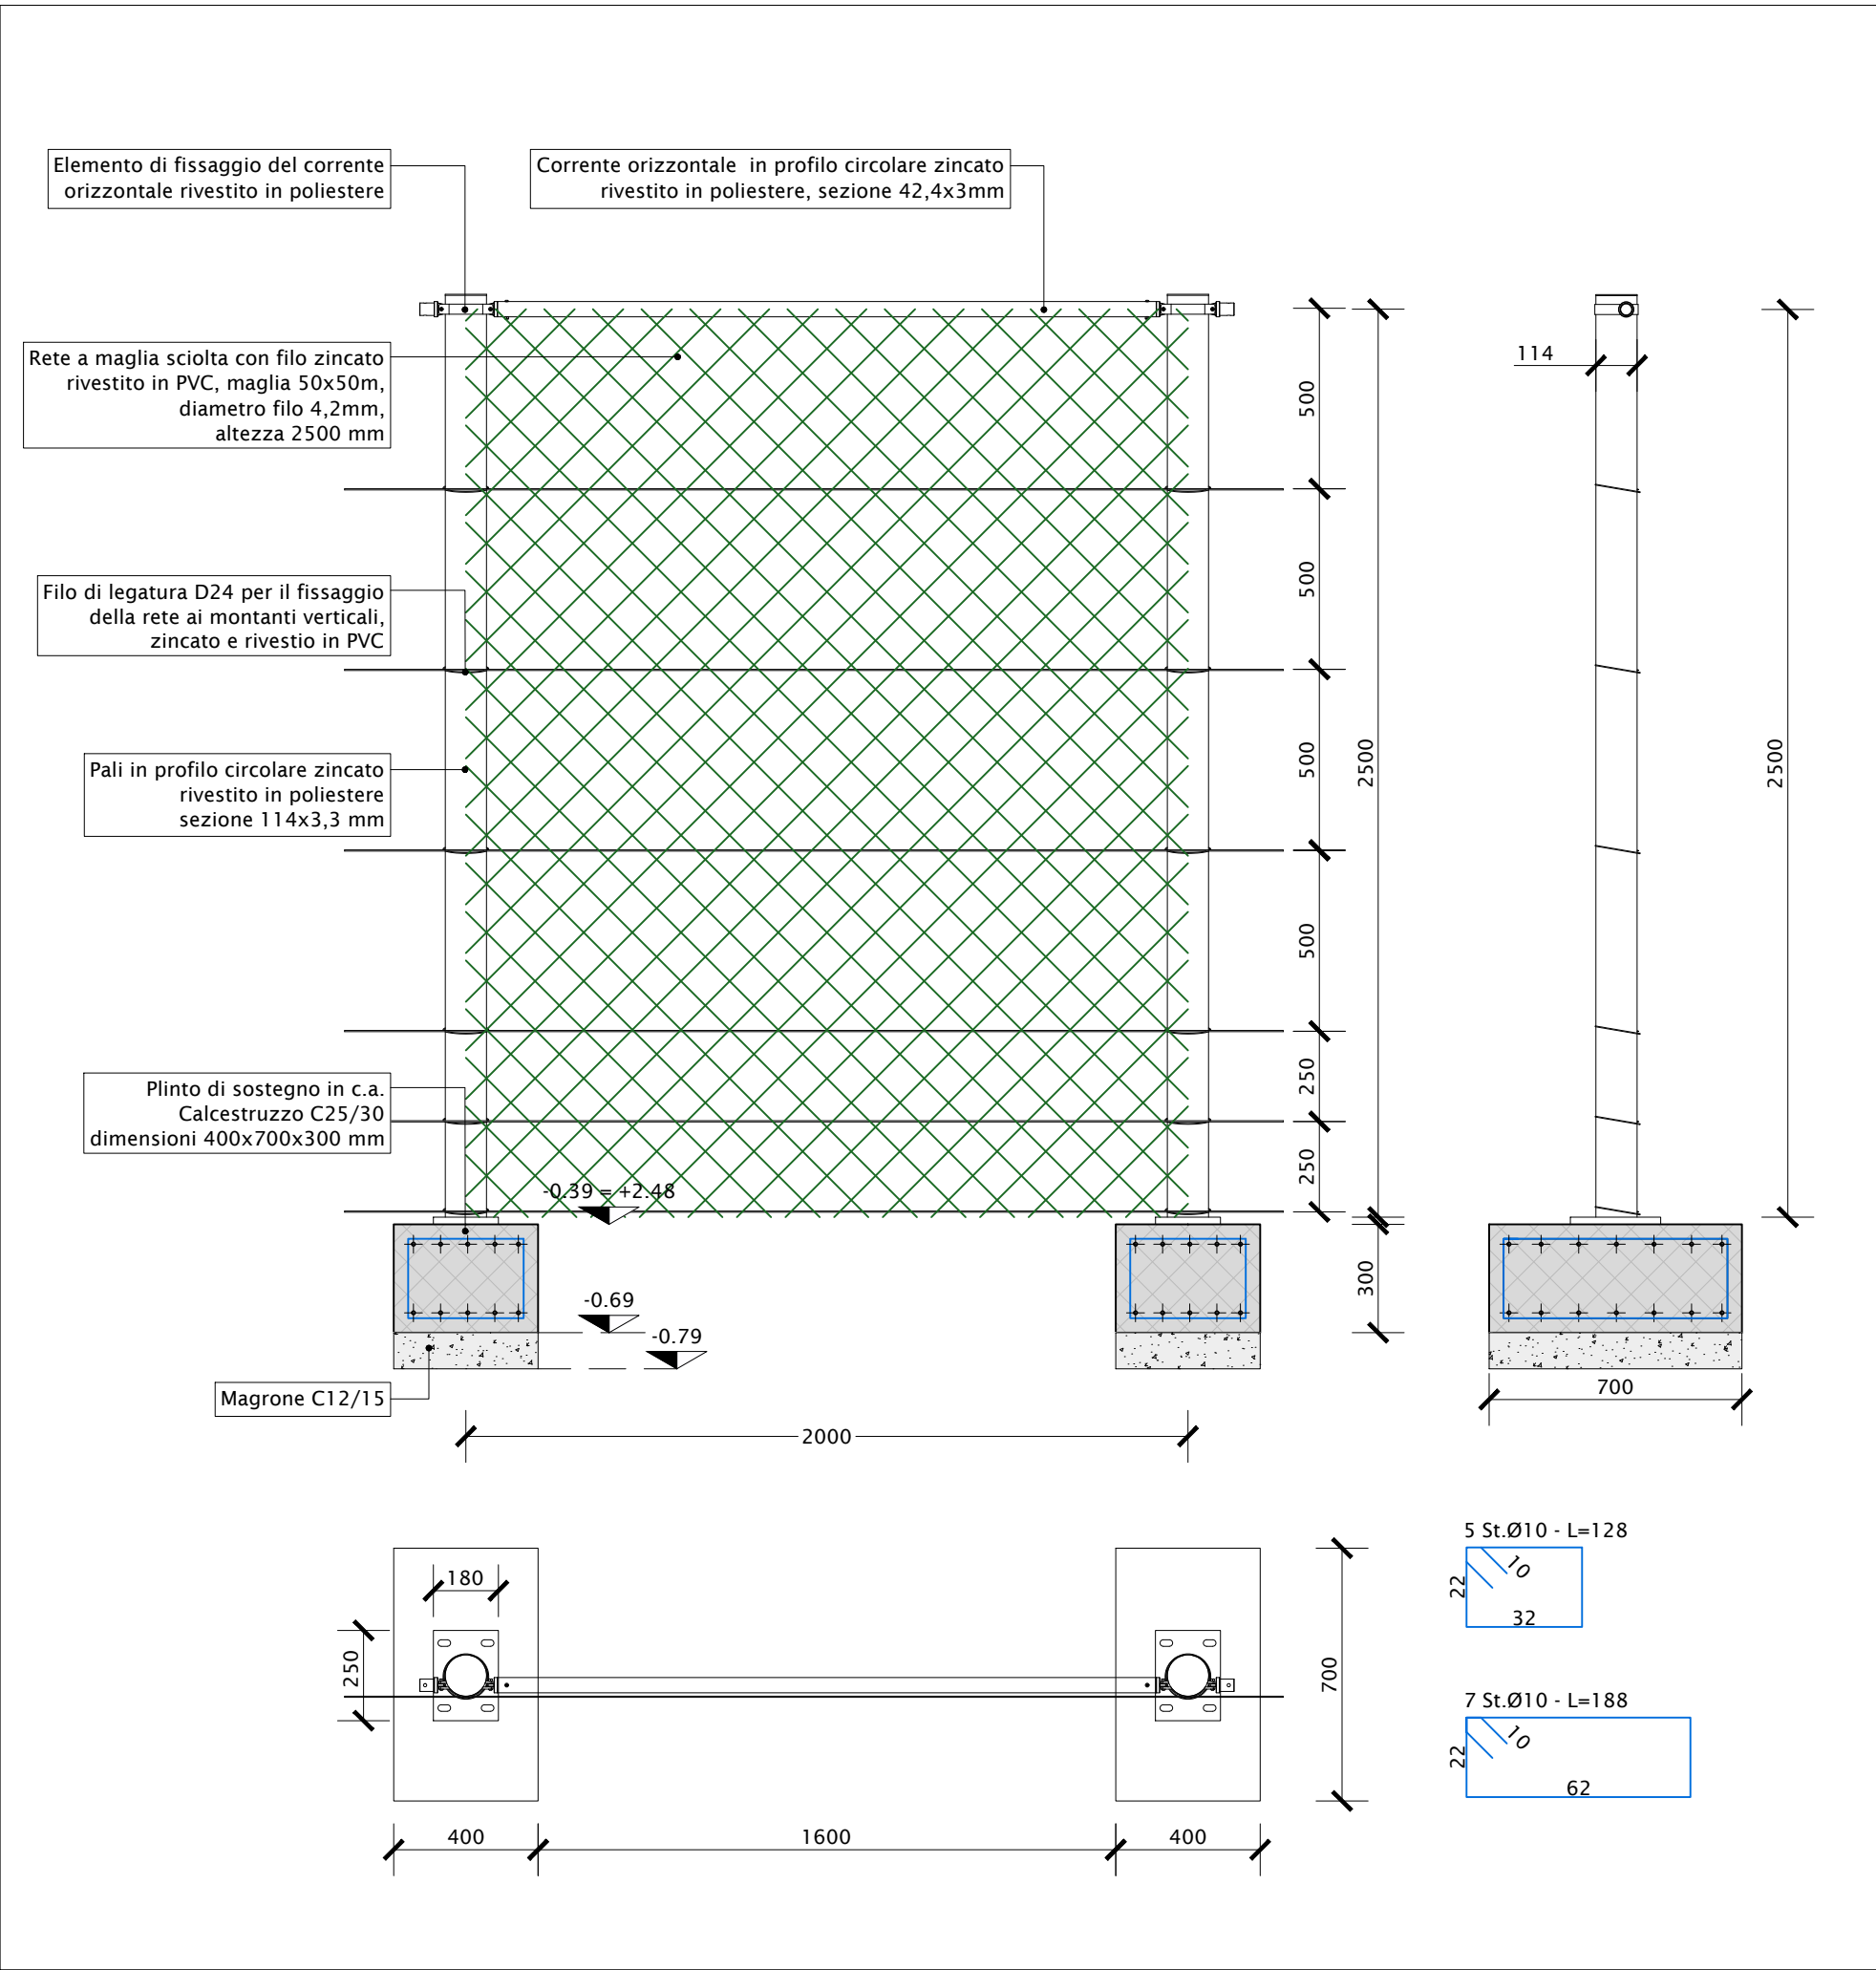 Elemento di fissaggio del corrente
orizzontale rivestito in poliestere
Corrente orizzontale  in profilo circolare zincato
rivestito in poliestere, sezione 42,4x3mm
Rete a maglia sciolta con filo zincato
rivestito in PVC, maglia 50x50m,
diametro filo 4,2mm,
altezza 2500 mm
114
500
500
Filo di legatura D24 per il fissaggio
della rete ai montanti verticali,
zincato e rivestio in PVC
Pali in profilo circolare zincato
rivestito in poliestere
sezione 114x3,3 mm
500
2500
2500
500
Plinto di sostegno in c.a.
Calcestruzzo C25/30
dimensioni 400x700x300 mm
250
250
-0.39 = +2.48
300
-0.69
-0.79
Magrone C12/15
700
2000
5 St.Ø10 - L=128
10
22
32
180
250
700
7 St.Ø10 - L=188
10
22
62
400
1600
400